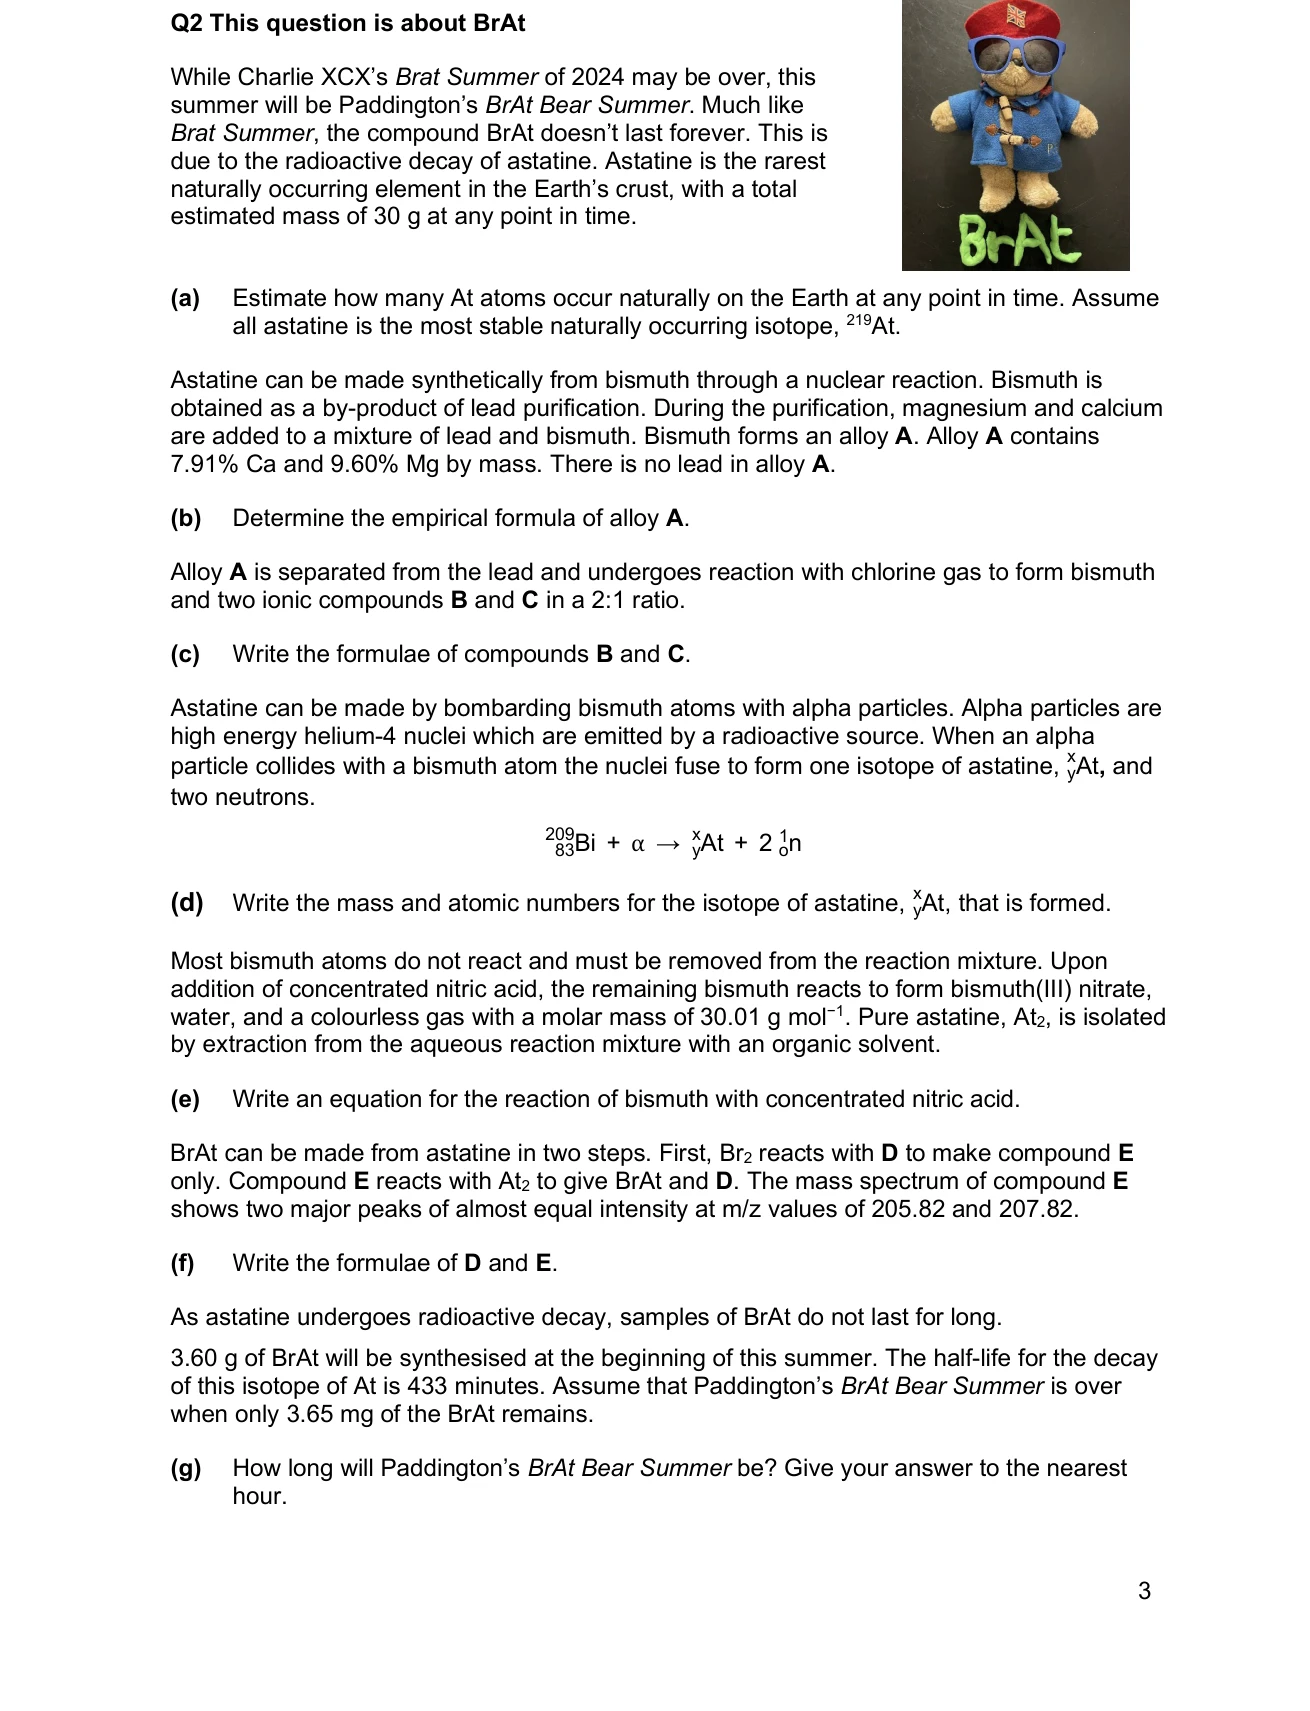 Q2 This question is about BrAt
While Charlie XCX’s Brat Summer of 2024 may be over, this
summer will be Paddington’s BrAt Bear Summer. Much like
Brat Summer, the compound BrAt doesn’t last forever. This is
due to the radioactive decay of astatine. Astatine is the rarest
naturally occurring element in the Earth’s crust, with a total
estimated mass of 30 g at any point in time.
BrAt
(a) Estimate how many At atoms occur naturally on the Earth at any point in time. Assume
all astatine is the most stable naturally occurring isotope, ²¹⁹At.
Astatine can be made synthetically from bismuth through a nuclear reaction. Bismuth is
obtained as a by-product of lead purification. During the purification, magnesium and calcium
are added to a mixture of lead and bismuth. Bismuth forms an alloy A. Alloy A contains
7.91% Ca and 9.60% Mg by mass. There is no lead in alloy A.
(b) Determine the empirical formula of alloy A.
Alloy A is separated from the lead and undergoes reaction with chlorine gas to form bismuth
and two ionic compounds B and C in a 2:1 ratio.
(c) Write the formulae of compounds B and C.
Astatine can be made by bombarding bismuth atoms with alpha particles. Alpha particles are
high energy helium-4 nuclei which are emitted by a radioactive source. When an alpha
particle collides with a bismuth atom the nuclei fuse to form one isotope of astatine, ˣᵧAt, and
two neutrons.
²⁰⁹₈₃Bi + α → ˣᵧAt + 2 ¹₀n
(d) Write the mass and atomic numbers for the isotope of astatine, ˣᵧAt, that is formed.
Most bismuth atoms do not react and must be removed from the reaction mixture. Upon
addition of concentrated nitric acid, the remaining bismuth reacts to form bismuth(III) nitrate,
water, and a colourless gas with a molar mass of 30.01 g mol⁻¹. Pure astatine, At₂, is isolated
by extraction from the aqueous reaction mixture with an organic solvent.
(e) Write an equation for the reaction of bismuth with concentrated nitric acid.
BrAt can be made from astatine in two steps. First, Br₂ reacts with D to make compound E
only. Compound E reacts with At₂ to give BrAt and D. The mass spectrum of compound E
shows two major peaks of almost equal intensity at m/z values of 205.82 and 207.82.
(f) Write the formulae of D and E.
As astatine undergoes radioactive decay, samples of BrAt do not last for long.
3.60 g of BrAt will be synthesised at the beginning of this summer. The half-life for the decay
of this isotope of At is 433 minutes. Assume that Paddington’s BrAt Bear Summer is over
when only 3.65 mg of the BrAt remains.
(g) How long will Paddington’s BrAt Bear Summer be? Give your answer to the nearest
hour.
3